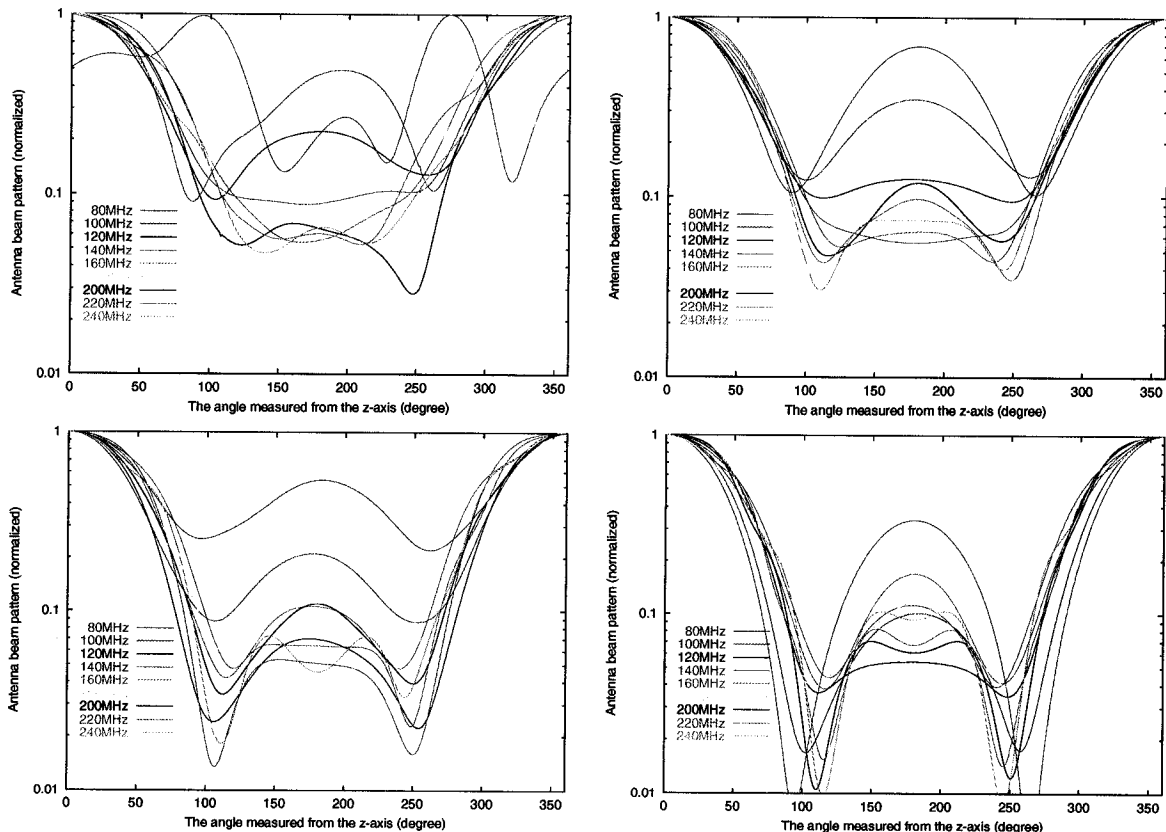 Antenna beam pattern (normalized)
1
0.1
0.01
80MHz
100MHz
120MHz
140MHz
160MHz
200MHz
220MHz
240MHz
0 50 100 150 200 250 300 350
The angle measured from the z-axis (degree)
Antenna beam pattern (normalized)
1
0.1
0.01
80MHz
100MHz
120MHz
140MHz
160MHz
200MHz
220MHz
240MHz
0 50 100 150 200 250 300 350
The angle measured from the z-axis (degree)
Antenna beam pattern (normalized)
1
0.1
0.01
80MHz
100MHz
120MHz
140MHz
160MHz
200MHz
220MHz
240MHz
0 50 100 150 200 250 300 350
The angle measured from the z-axis (degree)
Antenna beam pattern (normalized)
1
0.1
0.01
80MHz
100MHz
120MHz
140MHz
160MHz
200MHz
220MHz
240MHz
0 50 100 150 200 250 300 350
The angle measured from the z-axis (degree)